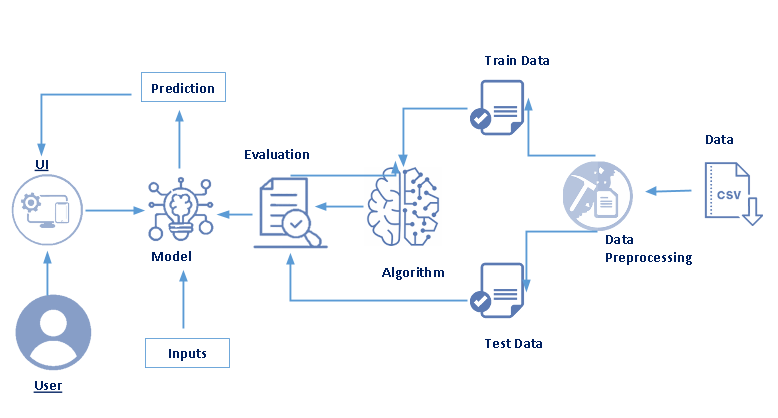 Train Data
Prediction
Data
Evaluation
UI
CSV
Data
Preprocessing
Model
Algorithm
Test Data
Inputs
User